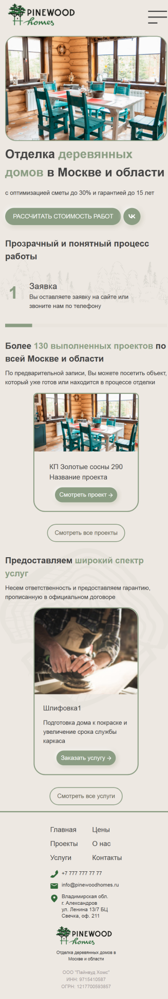 PINEWOOD
homes
Отделка деревянных
домов в Москве и области
с оптимизацией сметы до 30% и гарантией до 15 лет
РАССЧИТАТЬ СТОИМОСТЬ РАБОТ
Прозрачный и понятный процесс
работы
1
Заявка
Вы оставляете заявку на сайте или
звоните нам по телефону
Более 130 выполненных проектов по
всей Москве и области
По предварительной записи, Вы можете посетить объект,
который уже готов или находится в процессе отделки
КП Золотые сосны 290
Название проекта
Смотреть проект →
Смотреть все проекты
Предоставляем широкий спектр
услуг
Несем ответственность и предоставляем гарантию,
прописанную в официальном договоре
Шлифовка1
Подготовка дома к покраске и
увеличение срока службы
каркаса
Заказать услугу →
Смотреть все услуги
Главная Цены
Проекты О нас
Услуги Контакты
+7 777 777 77 77
info@pinewoodhomes.ru
Владимирская обл.
г. Александров
ул. Ленина 13/7 БЦ
Свечка, оф. 211
PINEWOOD
homes
Отделка деревянных домов в
Москве и области
ООО "Пайнвуд Хомс"
ИНН: 9715410587
ОГРН: 1217700593857